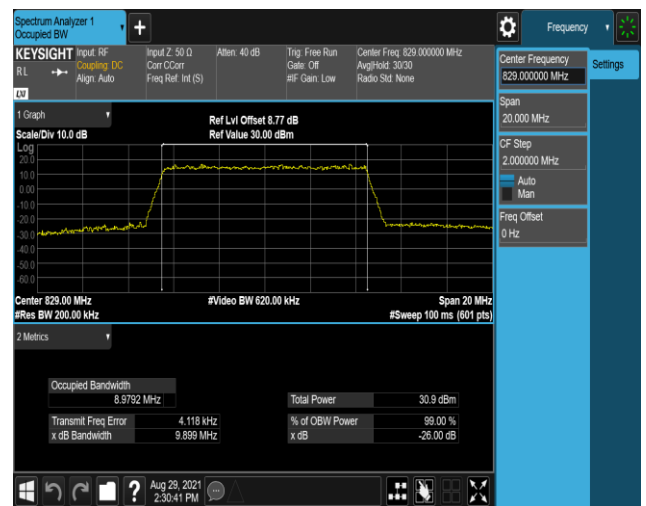 Spectrum Analyzer 1
Occupied BW
+
Frequency
KEYSIGHT
RL
LXI
Input: RF
Coupling: DC
Align: Auto
Input Z: 50 Ω
Corr CCorr
Freq Ref: Int (S)
Atten: 40 dB
Trig: Free Run
Gate: Off
#IF Gain: Low
Center Freq: 829.000000 MHz
Avg|Hold: 30/30
Radio Std: None
Center Frequency
829.000000 MHz
Settings
Span
20.000 MHz
CF Step
2.000000 MHz
Auto
Man
Freq Offset
0 Hz
1 Graph
Scale/Div 10.0 dB
Ref Lvl Offset 8.77 dB
Ref Value 30.00 dBm
Log
20.0
10.0
0.00
-10.0
-20.0
-30.0
-40.0
-50.0
-60.0
Center 829.00 MHz
#Video BW 620.00 kHz
Span 20 MHz
#Res BW 200.00 kHz
#Sweep 100 ms (601 pts)
2 Metrics
Occupied Bandwidth
8.9792 MHz
Total Power 30.9 dBm
Transmit Freq Error 4.118 kHz
% of OBW Power 99.00 %
x dB Bandwidth 9.899 MHz
x dB -26.00 dB
?
Aug 29, 2021
2:30:41 PM